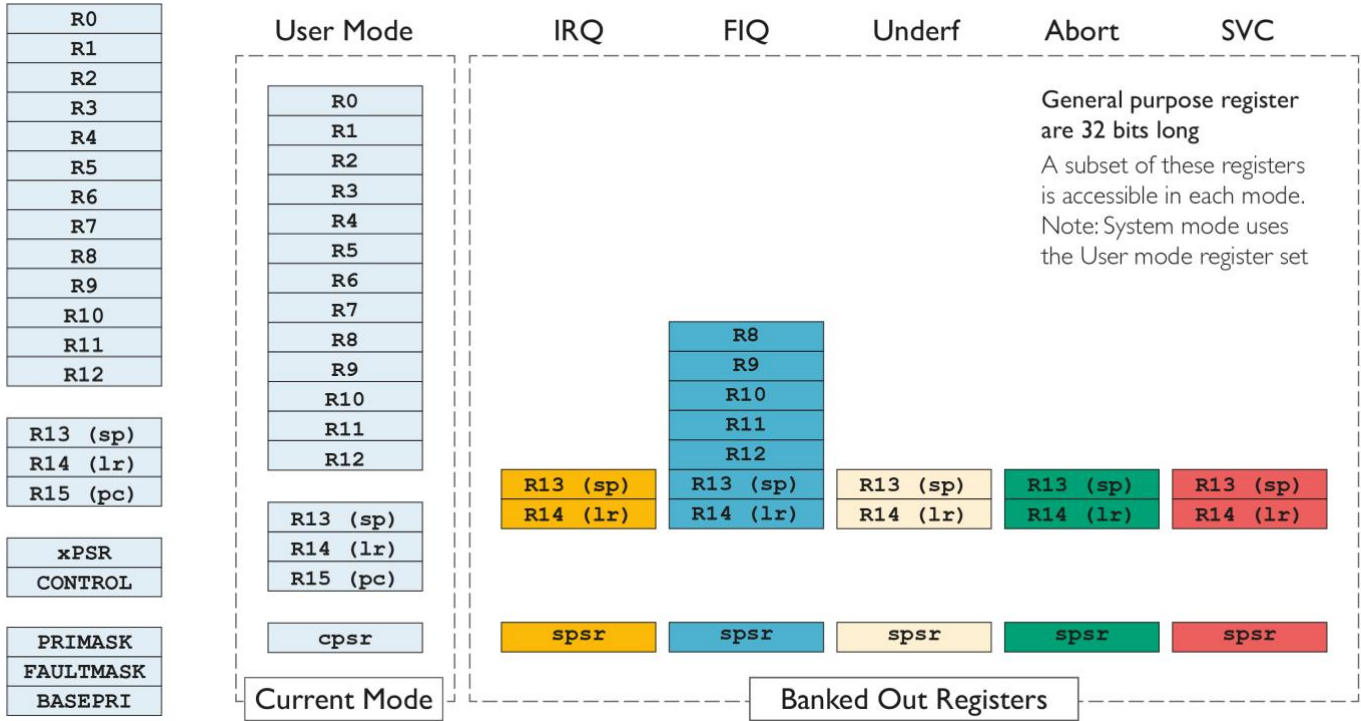 R0
R1
R2
R3
R4
R5
R6
R7
R8
R9
R10
R11
R12
R13 (sp)
R14 (lr)
R15 (pc)
xPSR
CONTROL
PRIMASK
FAULTMASK
BASEPRI
User Mode
R0
R1
R2
R3
R4
R5
R6
R7
R8
R9
R10
R11
R12
R13 (sp)
R14 (lr)
R15 (pc)
cpsr
Current Mode
IRQ
R13 (sp)
R14 (lr)
spsr
FIQ
R8
R9
R10
R11
R12
R13 (sp)
R14 (lr)
spsr
Underf
R13 (sp)
R14 (lr)
spsr
Abort
R13 (sp)
R14 (lr)
spsr
SVC
R13 (sp)
R14 (lr)
spsr
General purpose register
are 32 bits long
A subset of these registers
is accessible in each mode.
Note: System mode uses
the User mode register set
Banked Out Registers